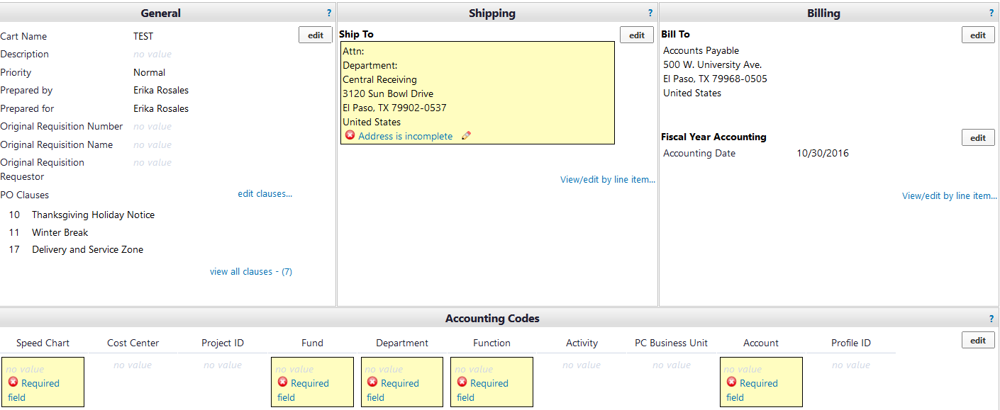 General ?
edit
Cart Name TEST
Description no value
Priority Normal
Prepared by Erika Rosales
Prepared for Erika Rosales
Original Requisition Number no value
Original Requisition Name no value
Original Requisition no value
Requestor
PO Clauses edit clauses...
10 Thanksgiving Holiday Notice
11 Winter Break
17 Delivery and Service Zone
view all clauses - (7)
Shipping ?
Ship To edit
Attn:
Department:
Central Receiving
3120 Sun Bowl Drive
El Paso, TX 79902-0537
United States
Address is incomplete
View/edit by line item...
Billing ?
Bill To edit
Accounts Payable
500 W. University Ave.
El Paso, TX 79968-0505
United States
Fiscal Year Accounting edit
Accounting Date 10/30/2016
View/edit by line item...
Accounting Codes ?
Speed Chart Cost Center Project ID Fund Department Function Activity PC Business Unit Account Profile ID edit
no value no value no value no value no value no value no value no value no value no value
Required Required Required Required Required
field field field field field